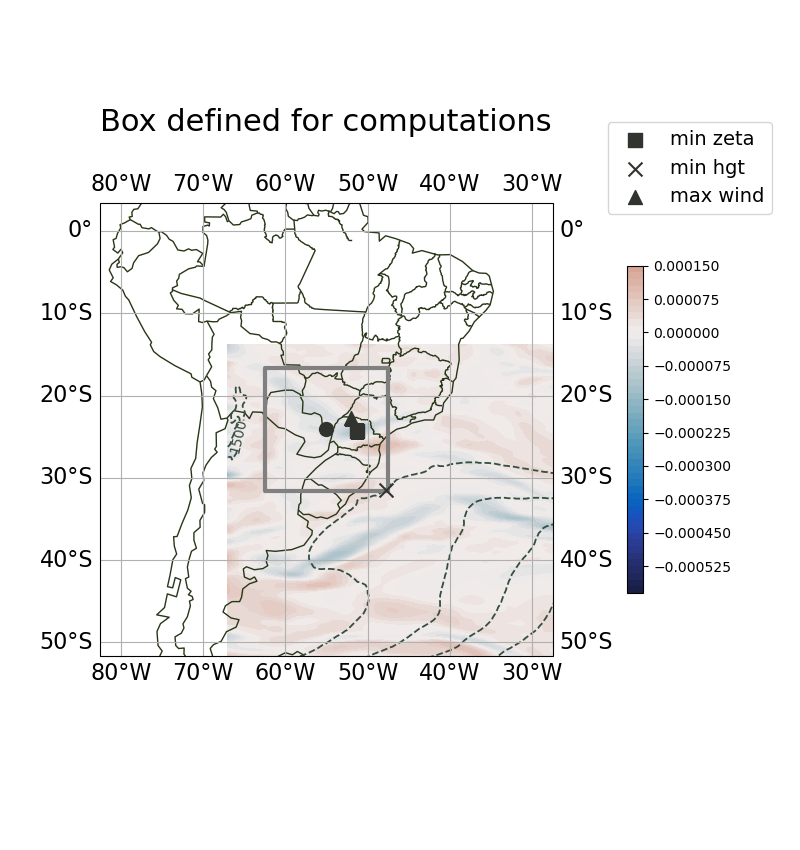 Box defined for computations
min zeta
min hgt
max wind
80°W 70°W 60°W 50°W 40°W 30°W
0° 0°
10°S 10°S
20°S 20°S
30°S 30°S
40°S 40°S
50°S 50°S
80°W 70°W 60°W 50°W 40°W 30°W
1500
0.000150
0.000075
0.000000
−0.000075
−0.000150
−0.000225
−0.000300
−0.000375
−0.000450
−0.000525